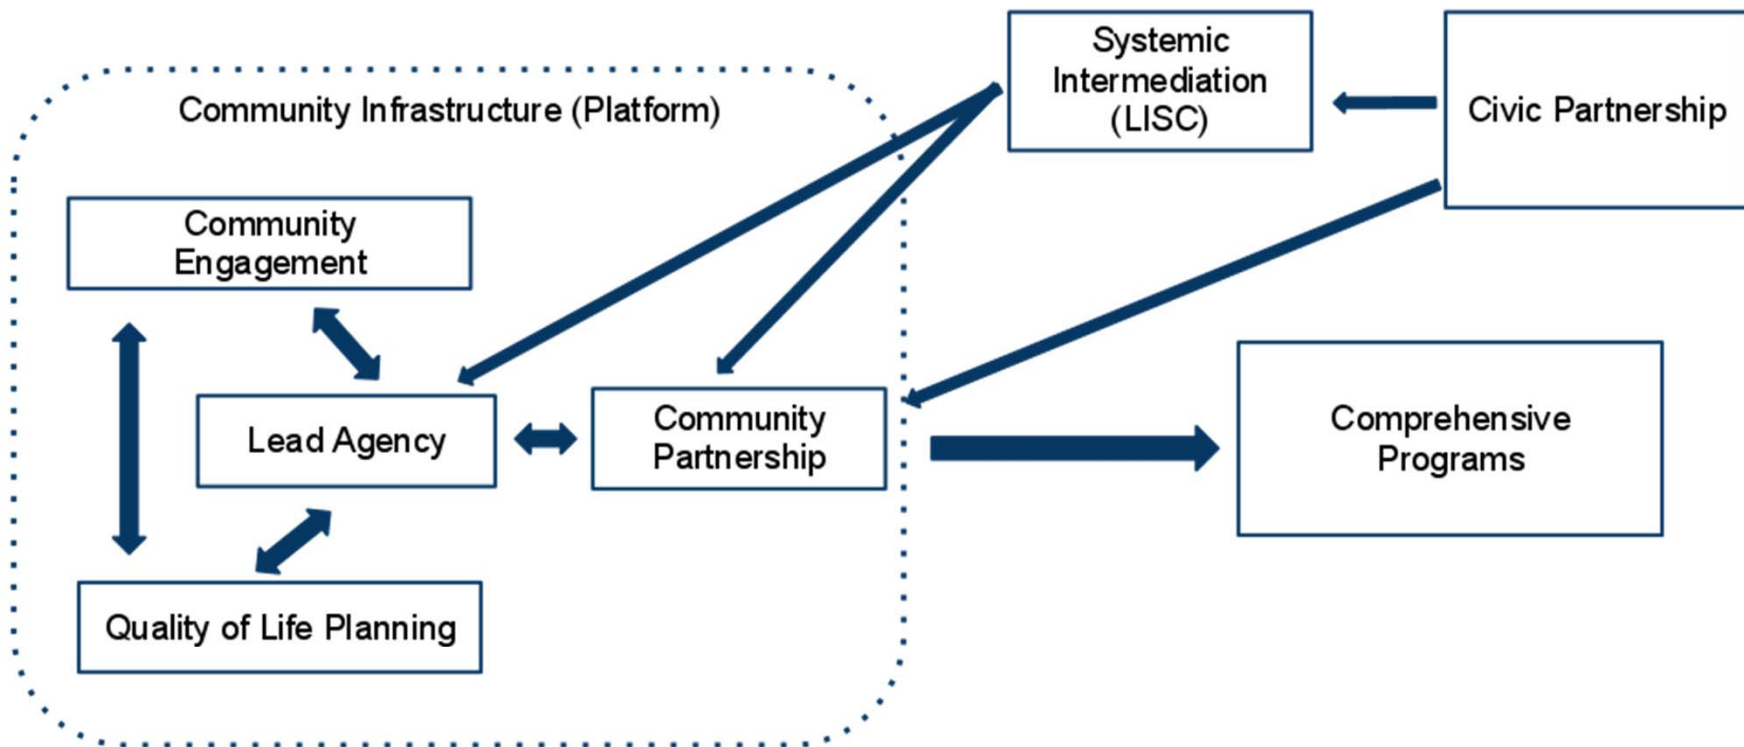 Systemic
Intermediation
(LISC)
Civic Partnership
Community Infrastructure (Platform)
Community
Engagement
Lead Agency
Community
Partnership
Comprehensive
Programs
Quality of Life Planning